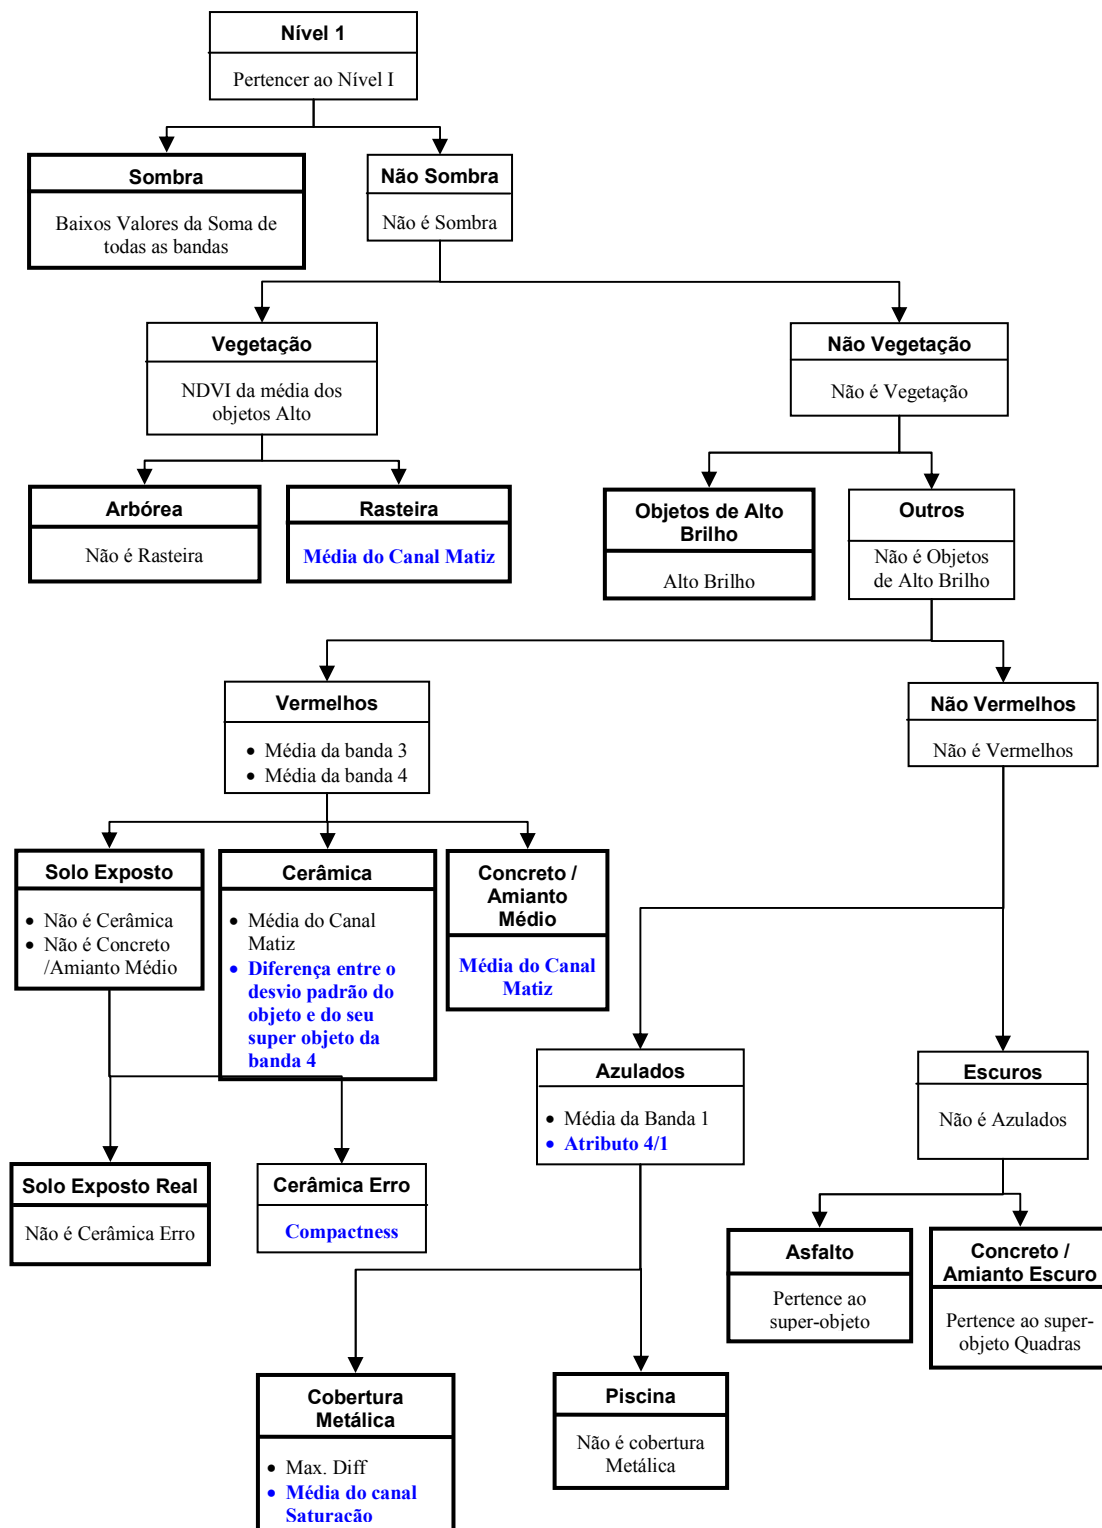 Nível 1
Pertencer ao Nível I
Sombra
Baixos Valores da Soma de
todas as bandas
Não Sombra
Não é Sombra
Vegetação
NDVI da média dos
objetos Alto
Não Vegetação
Não é Vegetação
Arbórea
Não é Rasteira
Rasteira
Média do Canal Matiz
Objetos de Alto
Brilho
Alto Brilho
Outros
Não é Objetos
de Alto Brilho
Vermelhos
• Média da banda 3
• Média da banda 4
Não Vermelhos
Não é Vermelhos
Solo Exposto
• Não é Cerâmica
• Não é Concreto
/Amianto Médio
Cerâmica
• Média do Canal
Matiz
• Diferença entre o
desvio padrão do
objeto e do seu
super objeto da
banda 4
Concreto /
Amianto
Médio
Média do Canal
Matiz
Azulados
• Média da Banda 1
• Atributo 4/1
Escuros
Não é Azulados
Solo Exposto Real
Não é Cerâmica Erro
Cerâmica Erro
Compactness
Asfalto
Pertence ao
super-objeto
Concreto /
Amianto Escuro
Pertence ao super-
objeto Quadras
Cobertura
Metálica
• Max. Diff
• Média do canal
Saturação
Piscina
Não é cobertura
Metálica